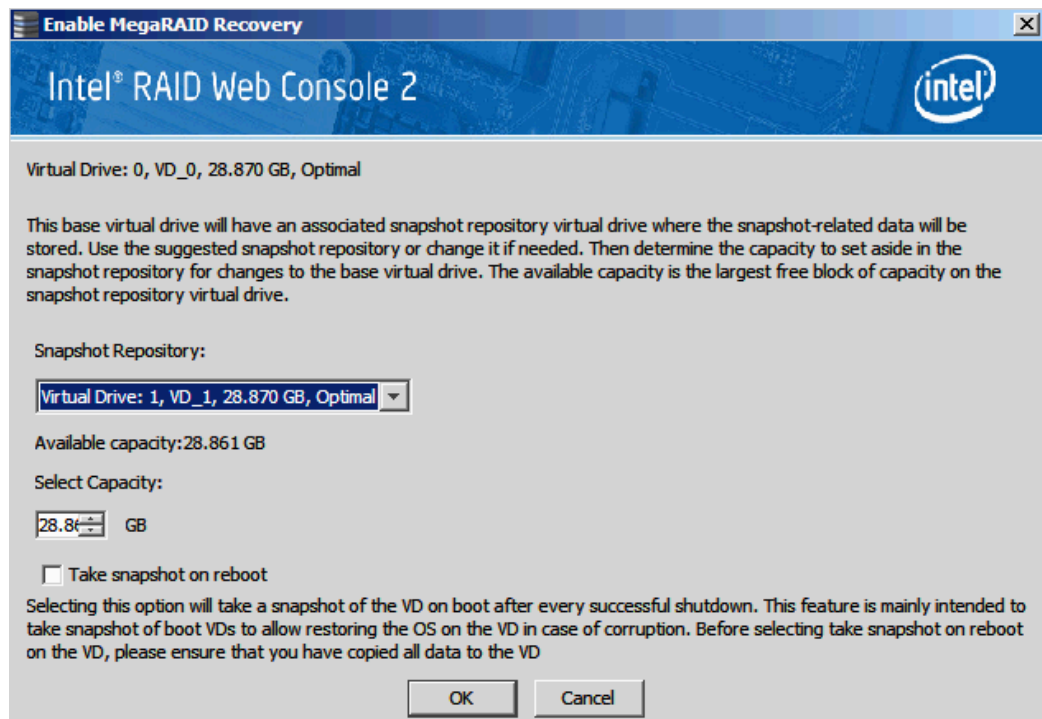 Enable MegaRAID Recovery
Intel® RAID Web Console 2
intel
Virtual Drive: 0, VD_0, 28.870 GB, Optimal
This base virtual drive will have an associated snapshot repository virtual drive where the snapshot-related data will be
stored. Use the suggested snapshot repository or change it if needed. Then determine the capacity to set aside in the
snapshot repository for changes to the base virtual drive. The available capacity is the largest free block of capacity on the
snapshot repository virtual drive.
Snapshot Repository:
Virtual Drive: 1, VD_1, 28.870 GB, Optimal
Available capacity:28.861 GB
Select Capacity:
28.86 GB
Take snapshot on reboot
Selecting this option will take a snapshot of the VD on boot after every successful shutdown. This feature is mainly intended to
take snapshot of boot VDs to allow restoring the OS on the VD in case of corruption. Before selecting take snapshot on reboot
on the VD, please ensure that you have copied all data to the VD
OK Cancel